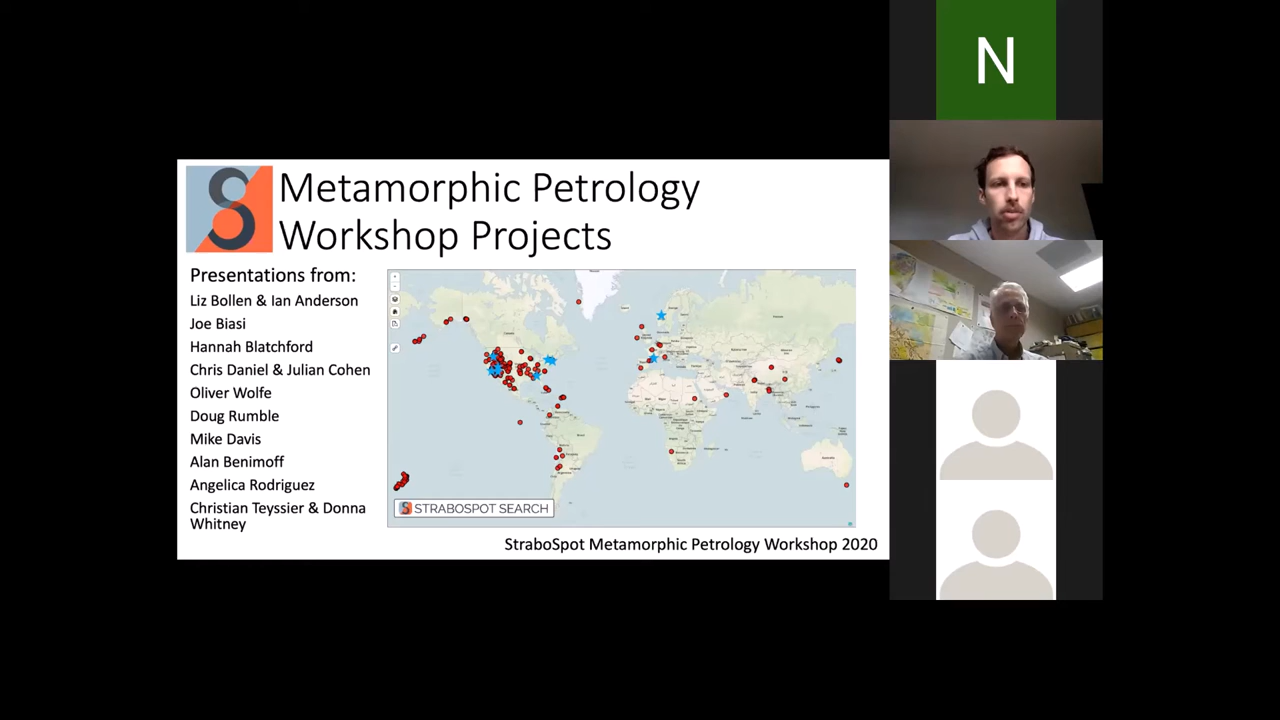 N
Metamorphic Petrology
Workshop Projects
Presentations from:
Liz Bollen & Ian Anderson
Joe Biasi
Hannah Blatchford
Chris Daniel & Julian Cohen
Oliver Wolfe
Doug Rumble
Mike Davis
Alan Benimoff
Angelica Rodriguez
Christian Teyssier & Donna
Whitney
STRABOSPOT SEARCH
StraboSpot Metamorphic Petrology Workshop 2020